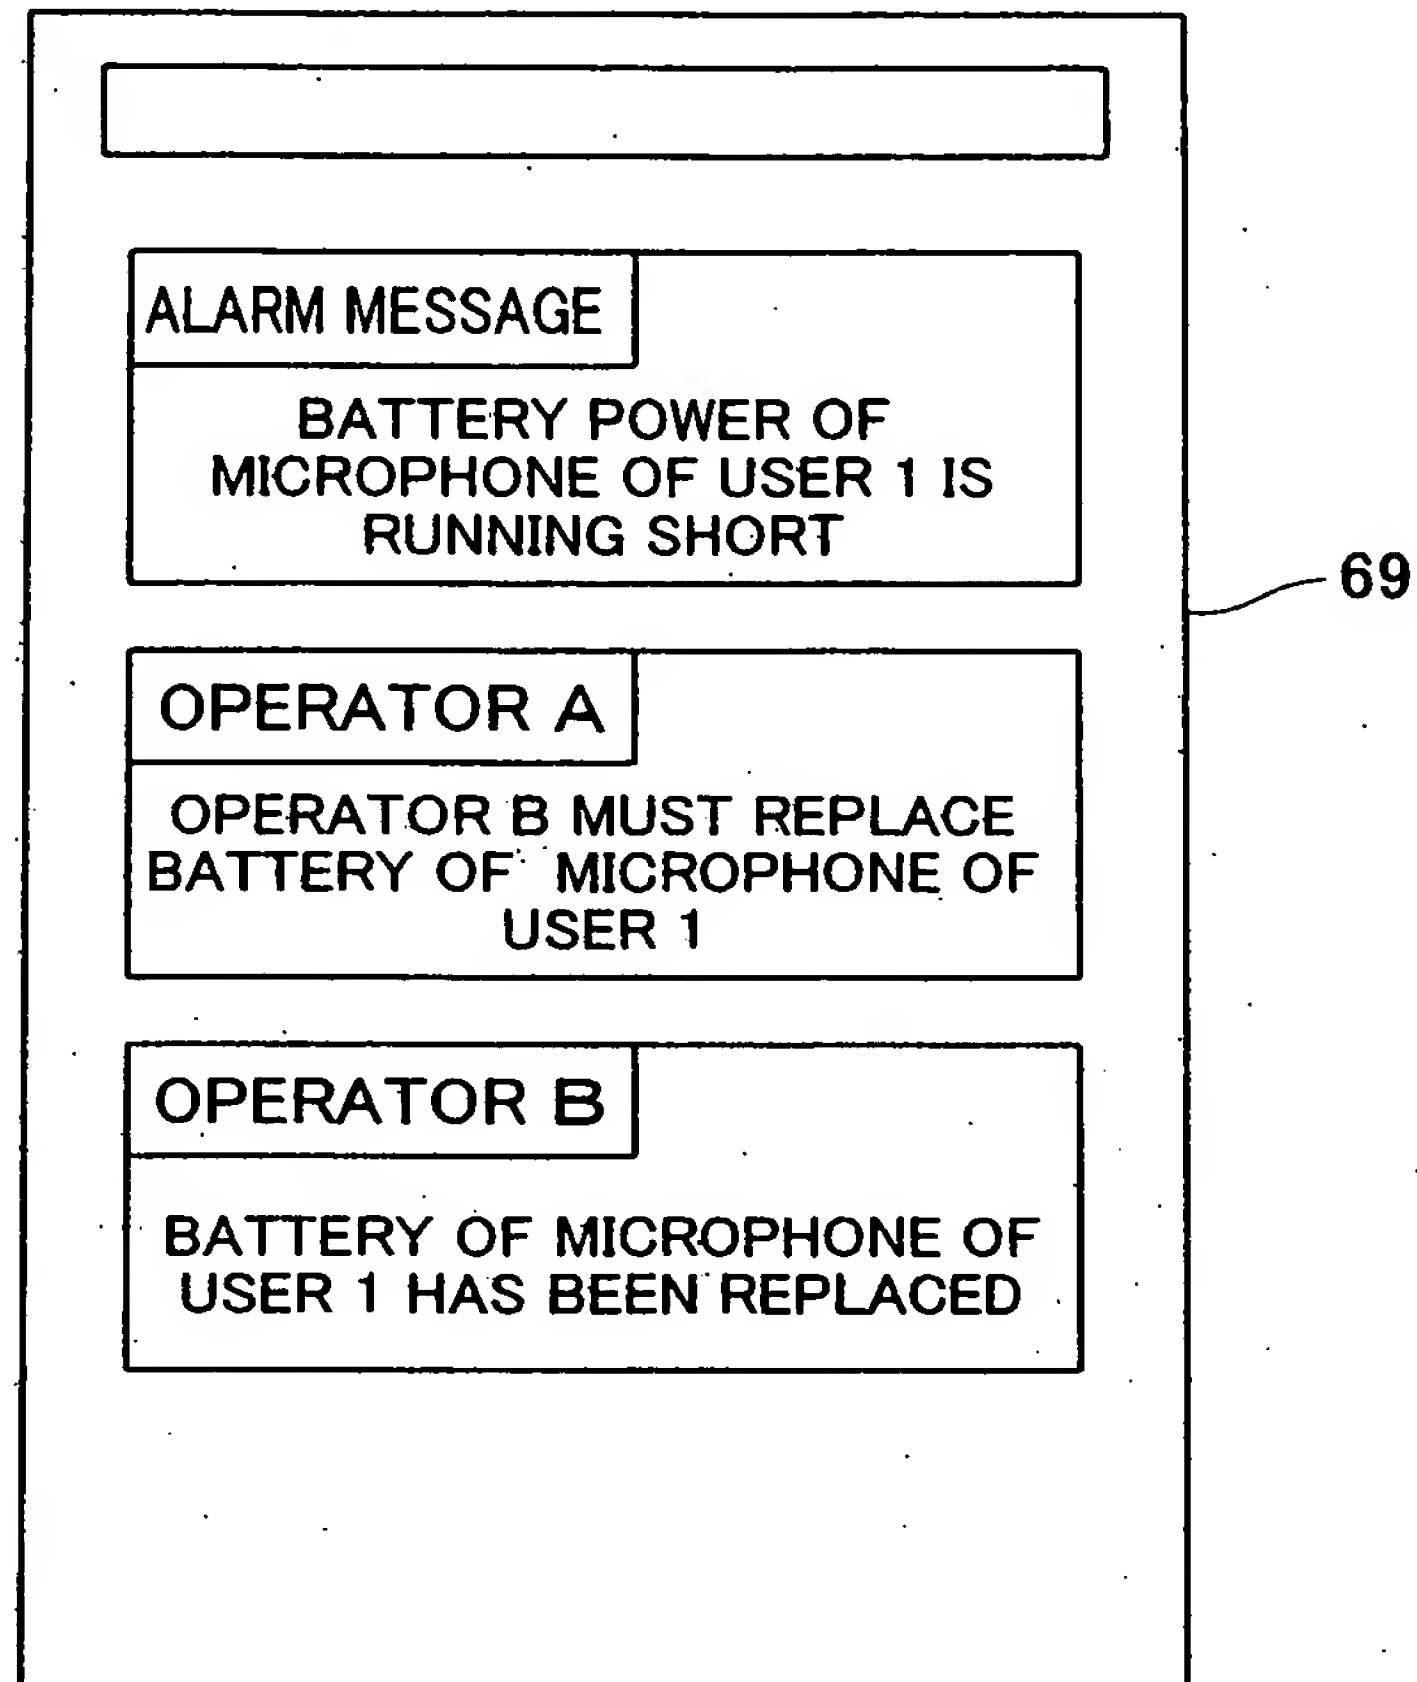 ALARM MESSAGE
BATTERY POWER OF
MICROPHONE OF USER 1 IS
RUNNING SHORT
69
OPERATOR A
OPERATOR B MUST REPLACE
BATTERY OF MICROPHONE OF
USER 1
OPERATOR B
BATTERY OF MICROPHONE OF
USER 1 HAS BEEN REPLACED